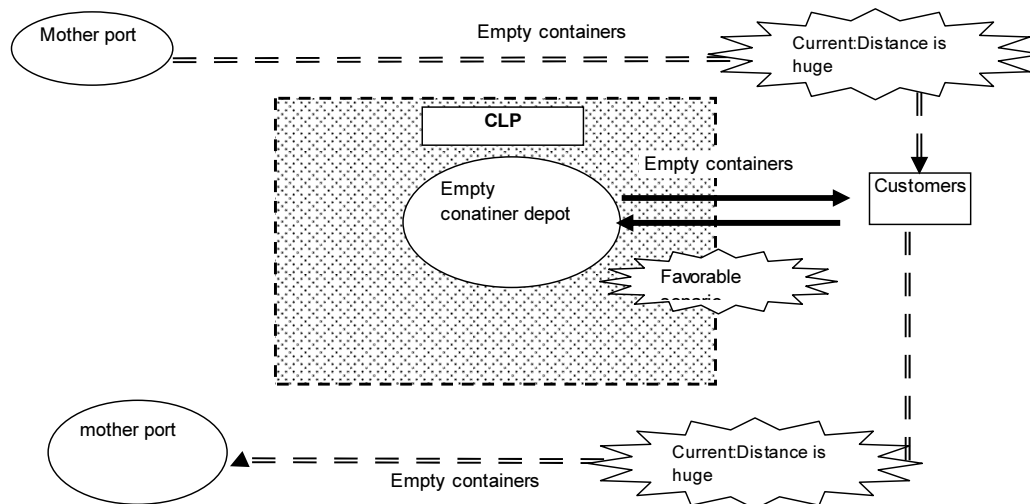 Mother port
Empty containers
Current:Distance is
huge
CLP
Empty containers
Empty
conatiner depot
Customers
Favorable
mother port
Current:Distance is
huge
Empty containers